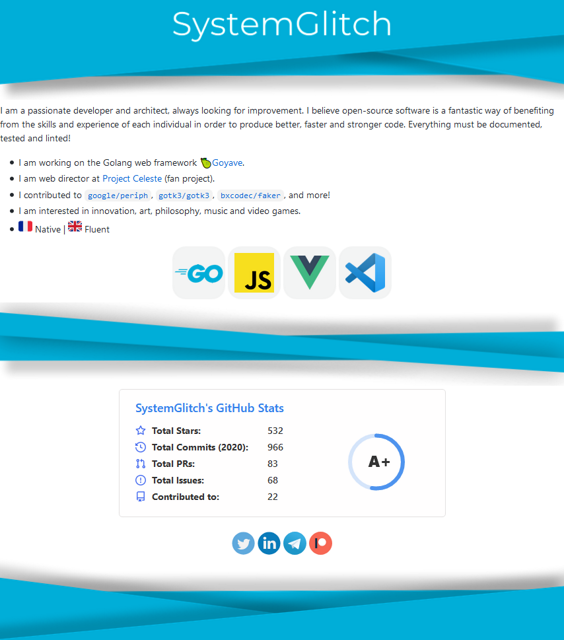 SystemGlitch
I am a passionate developer and architect, always looking for improvement. I believe open-source software is a fantastic way of benefiting
from the skills and experience of each individual in order to produce better, faster and stronger code. Everything must be documented,
tested and linted!
I am working on the Golang web framework Goyave.
I am web director at Project Celeste (fan project).
I contributed to google/periph, gotk3/gotk3, bxcodec/faker, and more!
I am interested in innovation, art, philosophy, music and video games.
Native | Fluent
GO JS
SystemGlitch's GitHub Stats
Total Stars: 532
Total Commits (2020): 966
Total PRs: 83
Total Issues: 68
Contributed to: 22
A+
in